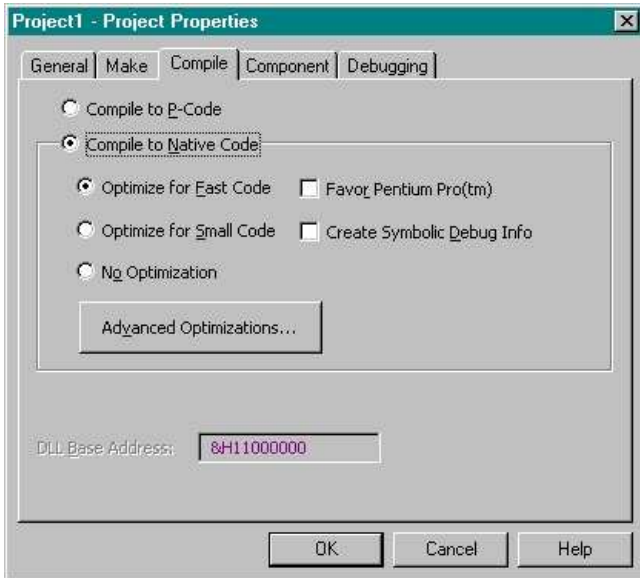 Project1 - Project Properties
General Make Compile Component Debugging
Compile to P-Code
Compile to Native Code
Optimize for Fast Code Favor Pentium Pro(tm)
Optimize for Small Code Create Symbolic Debug Info
No Optimization
Advanced Optimizations...
DLL Base Address: &H11000000
OK Cancel Help